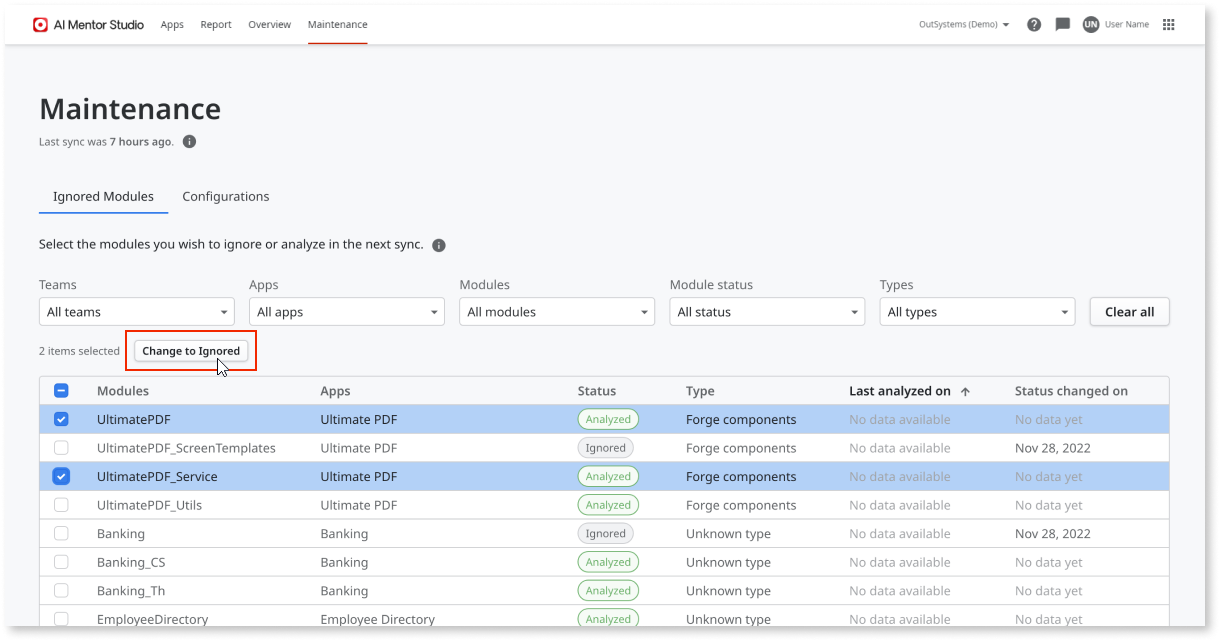 AI Mentor Studio Apps Report Overview Maintenance OutSystems (Demo) UN User Name
Maintenance
Last sync was 7 hours ago.
Ignored Modules Configurations
Select the modules you wish to ignore or analyze in the next sync.
Teams Apps Modules Module status Types
All teams All apps All modules All status All types Clear all
2 items selected Change to Ignored
Modules Apps Status Type Last analyzed on Status changed on
UltimatePDF Ultimate PDF Analyzed Forge components No data available No data yet
UltimatePDF_ScreenTemplates Ultimate PDF Ignored Forge components No data available Nov 28, 2022
UltimatePDF_Service Ultimate PDF Analyzed Forge components No data available No data yet
UltimatePDF_Utils Ultimate PDF Analyzed Forge components No data available No data yet
Banking Banking Ignored Unknown type No data available Nov 28, 2022
Banking_CS Banking Analyzed Unknown type No data available No data yet
Banking_Th Banking Analyzed Unknown type No data available No data yet
EmployeeDirectory Employee Directory Analyzed Unknown type No data available No data yet